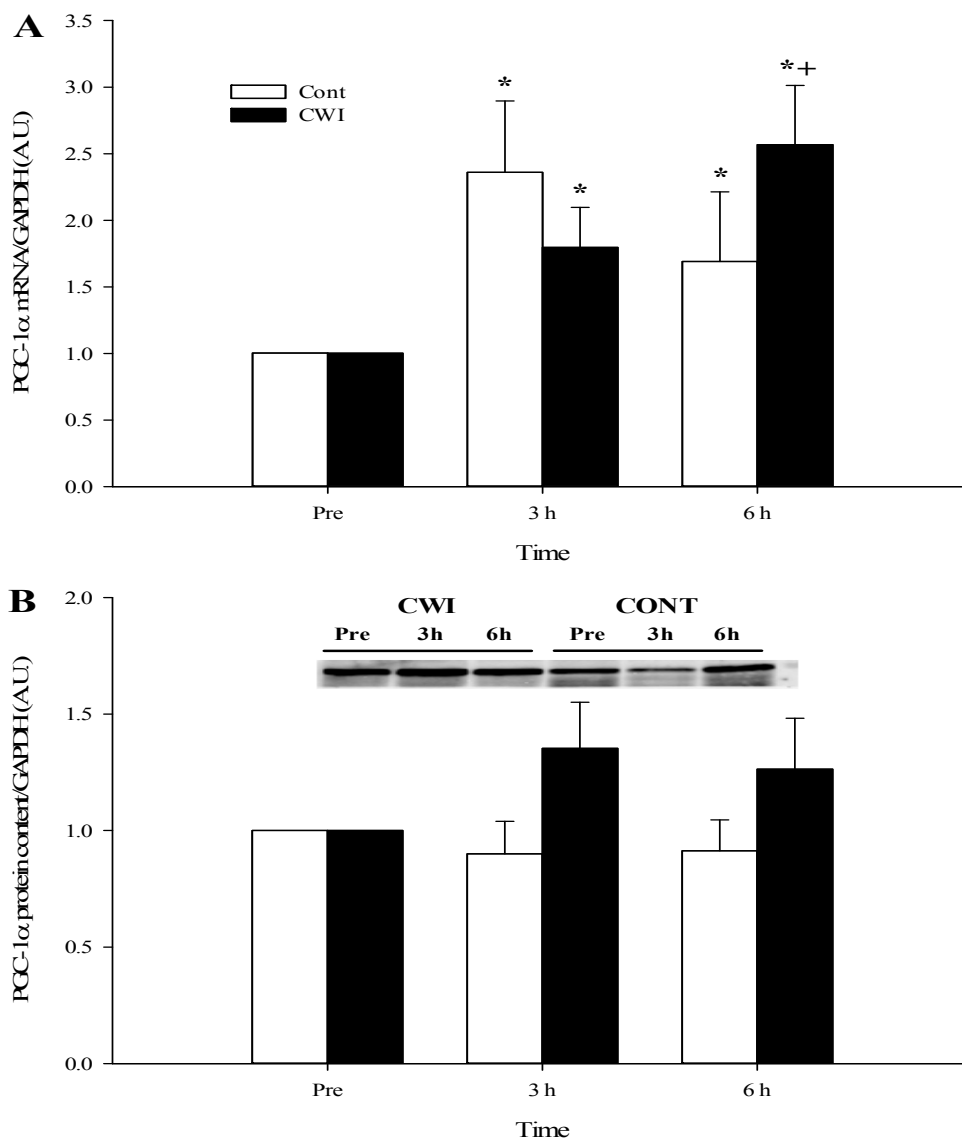 A
3.5
3.0
2.5
2.0
1.5
1.0
0.5
0.0
PGC-1α mRNA/GAPDH (A.U.)
Cont
CWI
*
*
*
*+
Pre
3 h
6 h
Time
B
2.0
1.5
1.0
0.5
0.0
PGC-1α protein content/GAPDH (A.U.)
CWI CONT
Pre 3h 6h Pre 3h 6h
Pre
3 h
6 h
Time